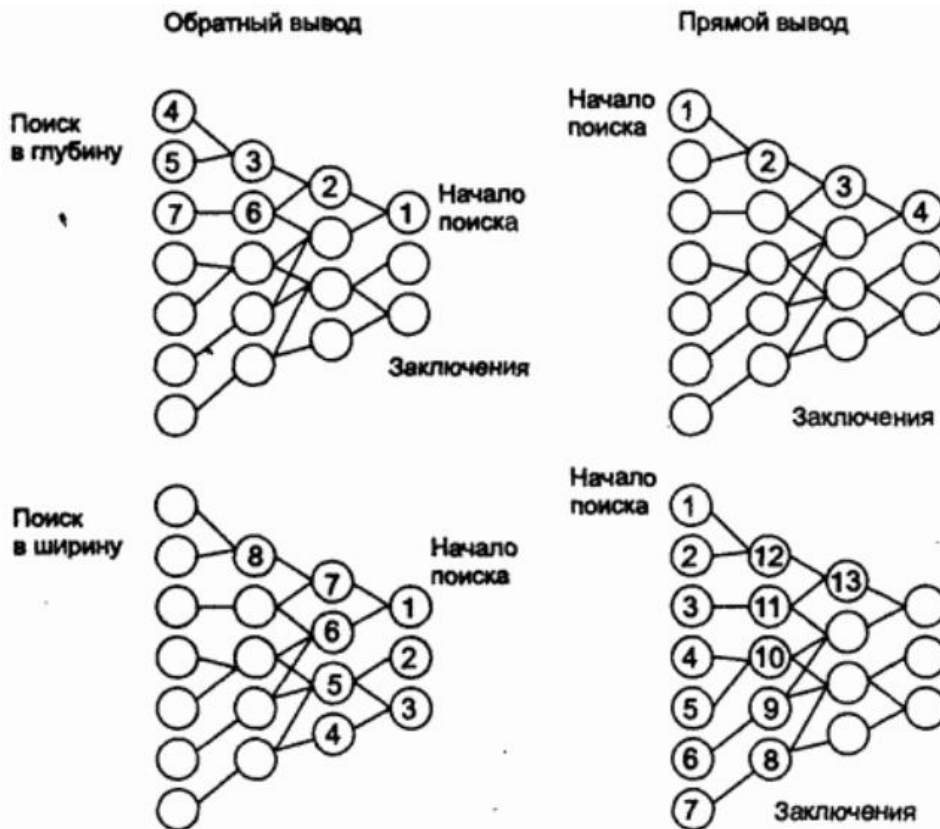 Обратный вывод
Прямой вывод
Поиск
в глубину
4
5
3
7
6
2
1
Начало
поиска
Заключения
Начало
поиска
1
2
3
4
Заключения
Поиск
в ширину
8
7
6
5
4
1
2
3
Начало
поиска
Начало
поиска
1
2
12
13
3
11
4
10
5
9
6
8
7
Заключения